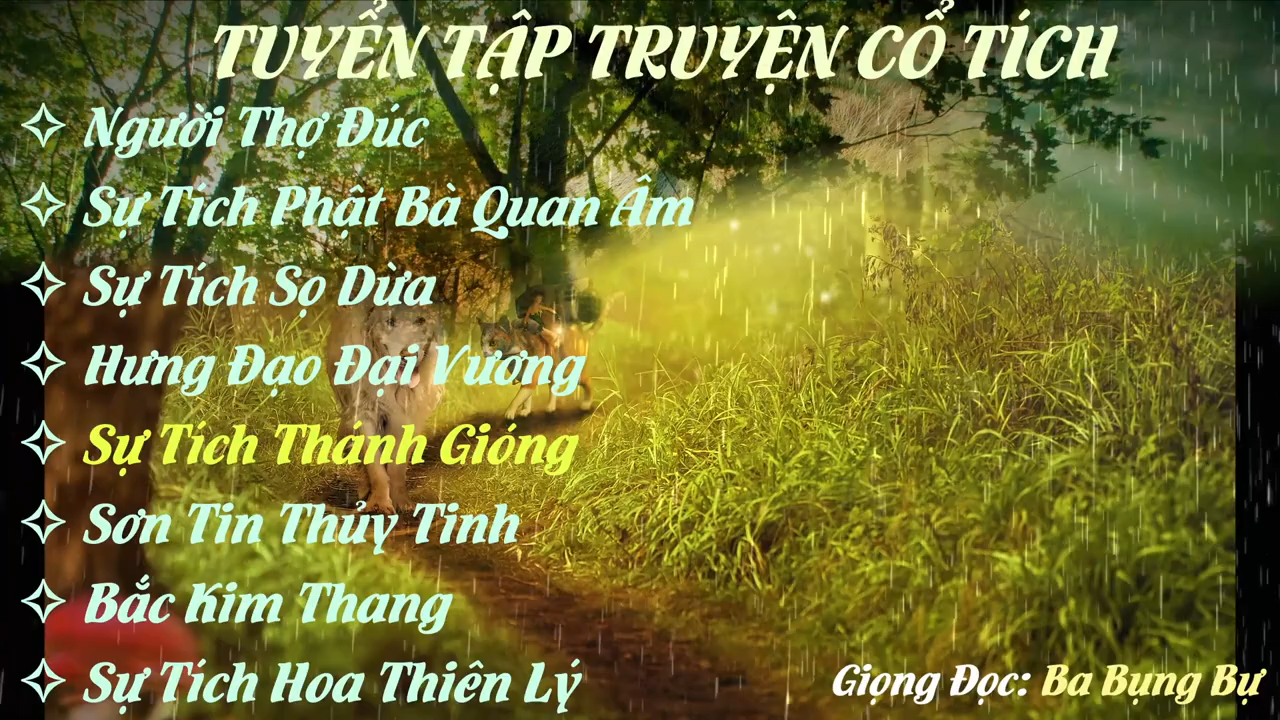 TUYỂN TẬP TRUYỆN CỔ TÍCH
Người Thợ Đúc
Sự Tích Phật Bà Quan Âm
Sự Tích Sọ Dừa
Hưng Đạo Đại Vương
Sự Tích Thánh Gióng
Sơn Tin Thủy Tinh
Bắc Kim Thang
Sự Tích Hoa Thiên Lý
Giọng Đọc: Ba Bụng Bự